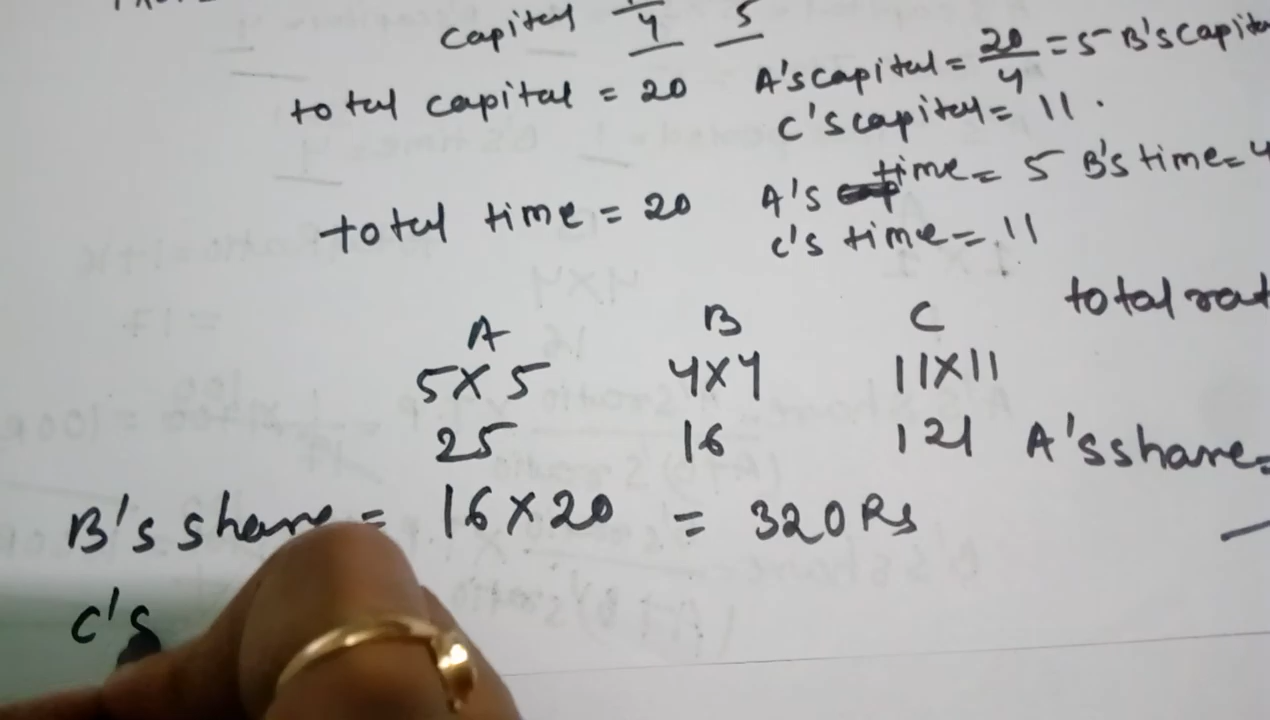 capital 4 5
total capital = 20 A's capital = 20/4 = 5 B's capital
C's capital = 11.
total time = 20 A's time = 5 B's time = 4
C's time = 11
total
A B C
5 X 5 4 X 4 11 X 11
25 16 121 A's share =
B's share = 16 X 20 = 320 Rs
C's